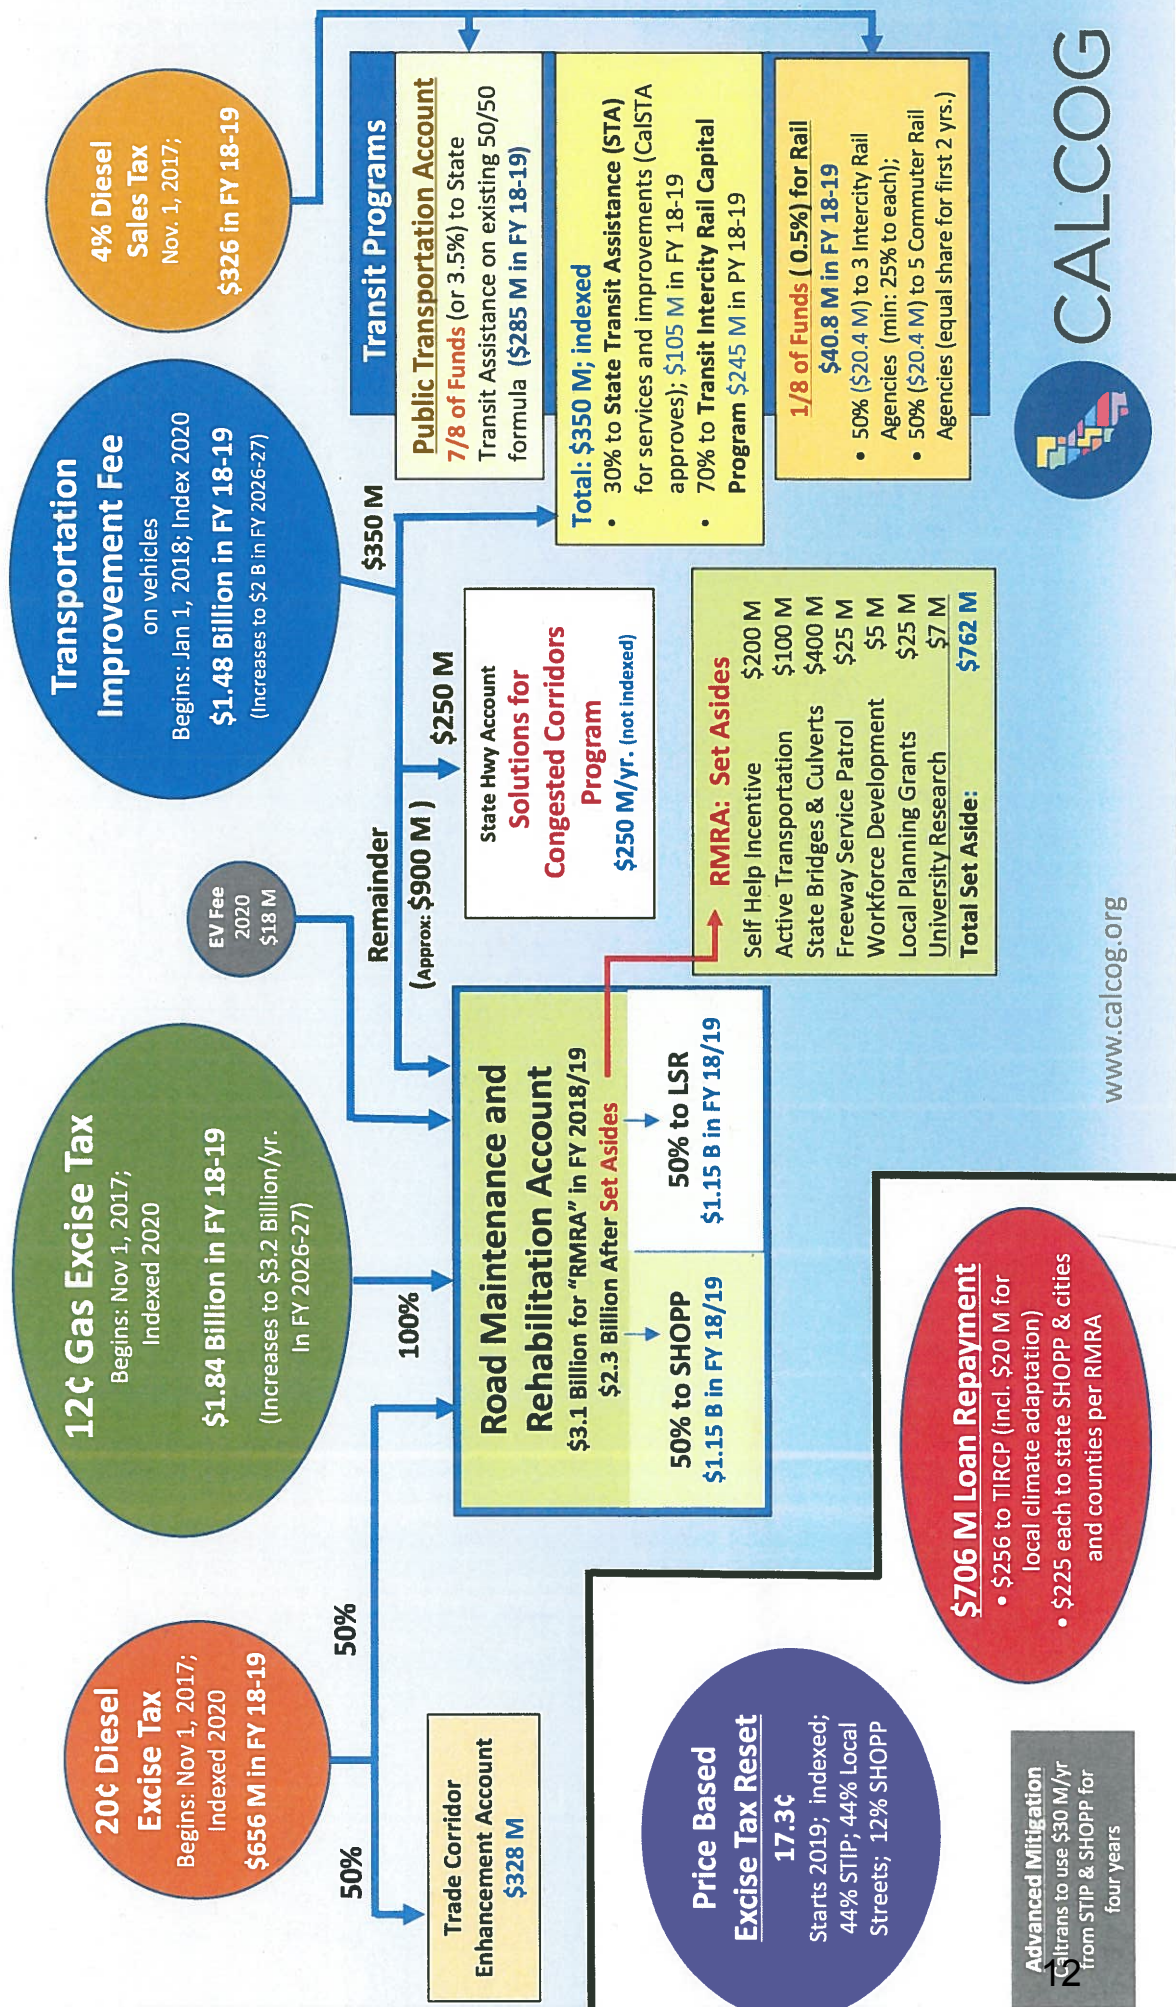 20¢ Diesel
Excise Tax
Begins: Nov 1, 2017;
Indexed 2020
$656 M in FY 18-19
12¢ Gas Excise Tax
Begins: Nov 1, 2017;
Indexed 2020
$1.84 Billion in FY 18-19
(Increases to $3.2 Billion/yr.
In FY 2026-27)
EV Fee
2020
$18 M
Transportation
Improvement Fee
on vehicles
Begins: Jan 1, 2018; Index 2020
$1.48 Billion in FY 18-19
(Increases to $2 B in FY 2026-27)
4% Diesel
Sales Tax
Nov. 1, 2017;
$326 in FY 18-19
50%
50%
100%
Remainder
(Approx: $900 M )
$250 M
$350 M
Trade Corridor
Enhancement Account
$328 M
Road Maintenance and
Rehabilitation Account
$3.1 Billion for "RMRA" in FY 2018/19
$2.3 Billion After Set Asides
50% to SHOPP
$1.15 B in FY 18/19
50% to LSR
$1.15 B in FY 18/19
State Hwy Account
Solutions for
Congested Corridors
Program
$250 M/yr. (not indexed)
RMRA: Set Asides
Self Help Incentive $200 M
Active Transportation $100 M
State Bridges & Culverts $400 M
Freeway Service Patrol $25 M
Workforce Development $5 M
Local Planning Grants $25 M
University Research $7 M
Total Set Aside: $762 M
Transit Programs
Public Transportation Account
7/8 of Funds (or 3.5%) to State
Transit Assistance on existing 50/50
formula ($285 M in FY 18-19)
Total: $350 M; indexed
• 30% to State Transit Assistance (STA)
for services and improvements (CalSTA
approves); $105 M in FY 18-19
• 70% to Transit Intercity Rail Capital
Program $245 M in PY 18-19
1/8 of Funds ( 0.5%) for Rail
$40.8 M in FY 18-19
• 50% ($20.4 M) to 3 Intercity Rail
Agencies (min: 25% to each);
• 50% ($20.4 M) to 5 Commuter Rail
Agencies (equal share for first 2 yrs.)
Price Based
Excise Tax Reset
17.3¢
Starts 2019; indexed;
44% STIP; 44% Local
Streets; 12% SHOPP
$706 M Loan Repayment
• $256 to TIRCP (incl. $20 M for
local climate adaptation)
• $225 each to state SHOPP & cities
and counties per RMRA
Advanced Mitigation
Caltrans to use $30 M/yr
from STIP & SHOPP for
four years
www.calcog.org
CALCOG
12